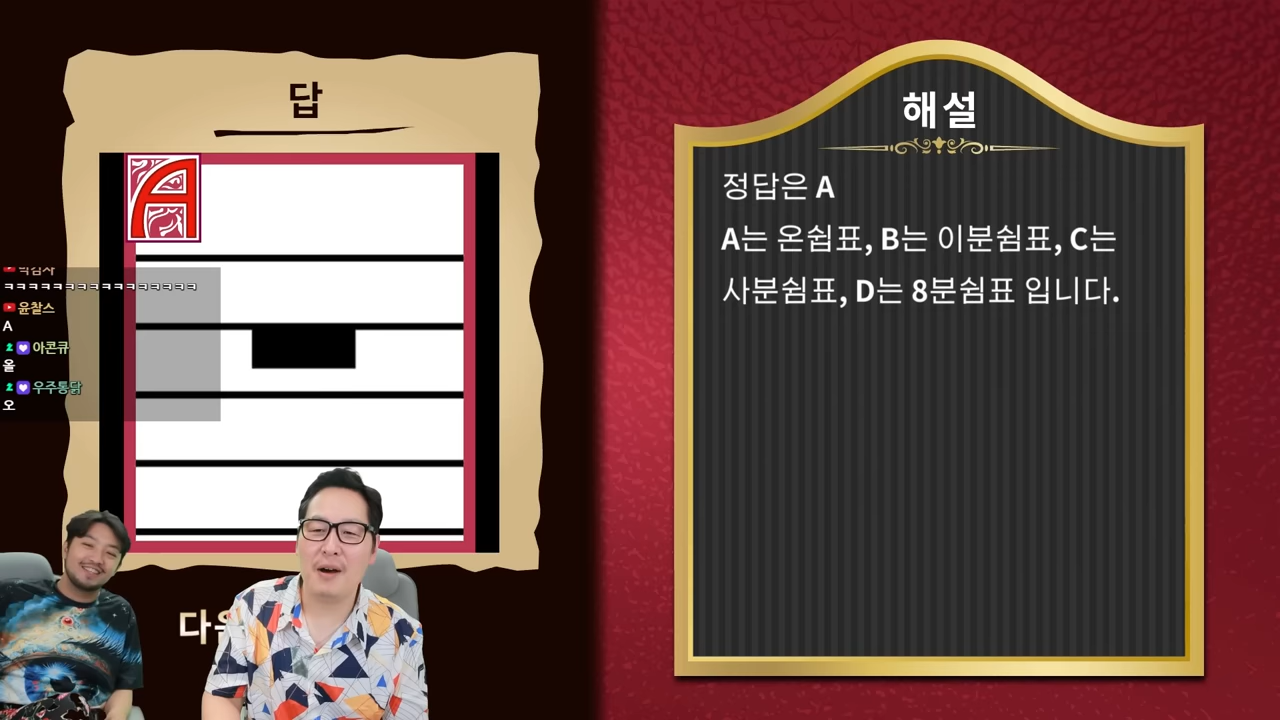 답
A
ㅋㅋㅋㅋㅋㅋㅋㅋㅋㅋㅋㅋㅋㅋㅋㅋ
윤찰스
A
아콘큐
올
우주통닭
오
해설
정답은 A
A는 온쉼표, B는 이분쉼표, C는
사분쉼표, D는 8분쉼표 입니다.